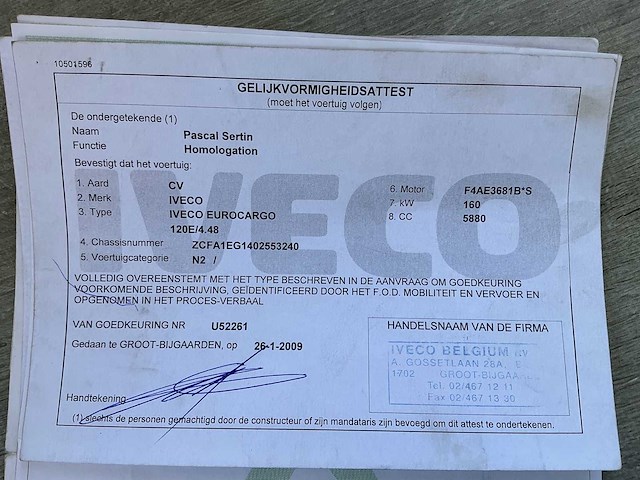 10501596
GELIJKVORMIGHEIDSATTEST
(moet het voertuig volgen)
De ondergetekende (1)
Naam Pascal Sertin
Functie Homologation
Bevestigt dat het voertuig:
1. Aard CV 6. Motor F4AE3681B*S
2. Merk IVECO 7. kW 160
3. Type IVECO EUROCARGO 8. CC 5880
120E/4.48
4. Chassisnummer ZCFA1EG1402553240
5. Voertuigcategorie N2 /
IVECO
VOLLEDIG OVEREENSTEMT MET HET TYPE BESCHREVEN IN DE AANVRAAG OM GOEDKEURING
VOORKOMENDE BESCHRIJVING, GEÏDENTIFICEERD DOOR HET F.O.D. MOBILITEIT EN VERVOER EN
OPGENOMEN IN HET PROCES-VERBAAL
VAN GOEDKEURING NR U52261
Gedaan te GROOT-BIJGAARDEN, op 26-1-2009
HANDELSNAAM VAN DE FIRMA
IVECO BELGIUM NV
A. GOSSETLAAN 28A,
1702 GROOT-BIJGAARDEN
Tel. 02/467 12 11
Fax 02/467 13 30
Handtekening
(1) slechts de personen gemachtigd door de constructeur of zijn mandataris zijn bevoegd om dit attest te ondertekenen.